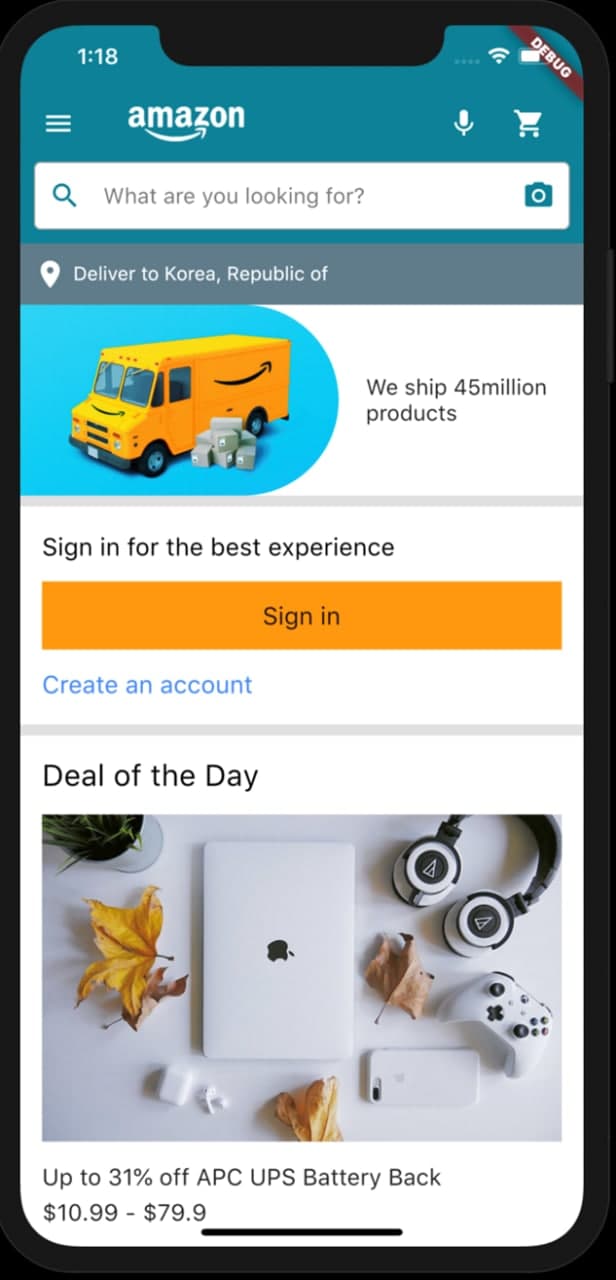 1:18
DEBUG
amazon
What are you looking for?
Deliver to Korea, Republic of
We ship 45million
products
Sign in for the best experience
Sign in
Create an account
Deal of the Day
Up to 31% off APC UPS Battery Back
$10.99 - $79.9